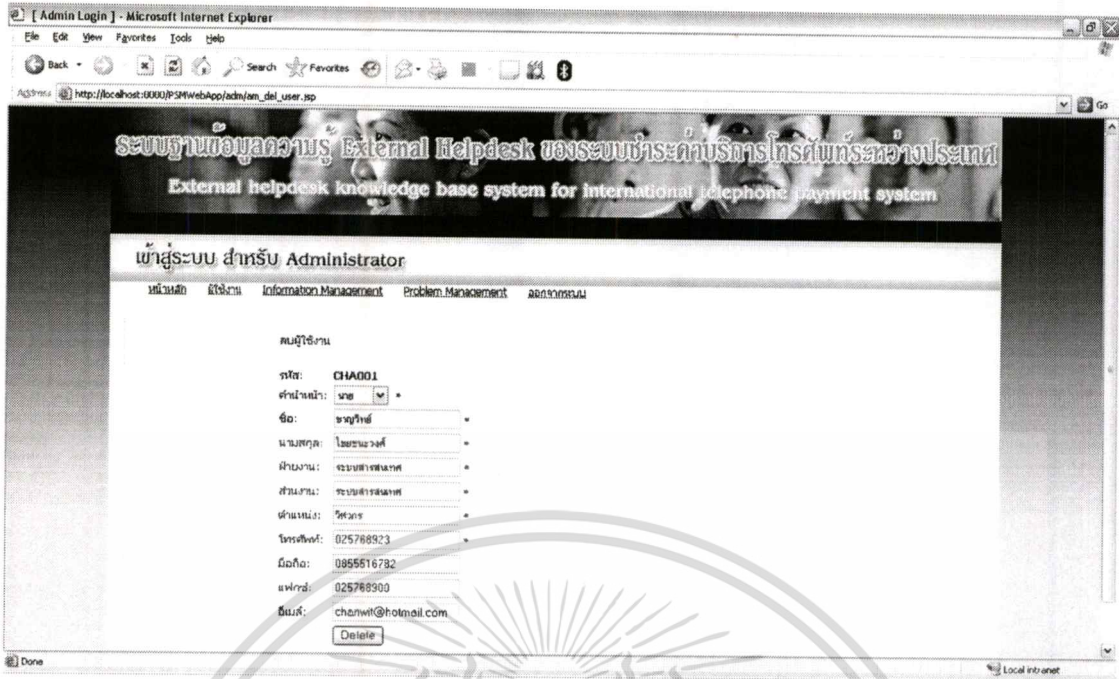 [ Admin Login ] - Microsoft Internet Explorer
File Edit View Favorites Tools Help
Back Search Favorites
Address http://localhost:8080/PSMWebApp/adm/am_del_user.jsp Go
ระบบฐานข้อมูลความรู้ External Helpdesk ของระบบชำระค่าบริการโทรศัพท์ระหว่างประเทศ
External helpdesk knowledge base system for international telephone payment system
เข้าสู่ระบบ สำหรับ Administrator
หน้าหลัก ผู้ใช้งาน Information Management Problem Management ออกจากระบบ
ลบผู้ใช้งาน
รหัส: CHA001
คำนำหน้า: นาย *
ชื่อ: ชาญวิทย์ *
นามสกุล: ไชยชนะวงศ์ *
ฝ่ายงาน: ระบบสารสนเทศ *
ส่วนงาน: ระบบสารสนเทศ *
ตำแหน่ง: วิศวกร *
โทรศัพท์: 025768923 *
มือถือ: 0855516782
แฟกซ์: 025768900
อีเมล์: chanwit@hotmail.com
Delete
Done Local intranet